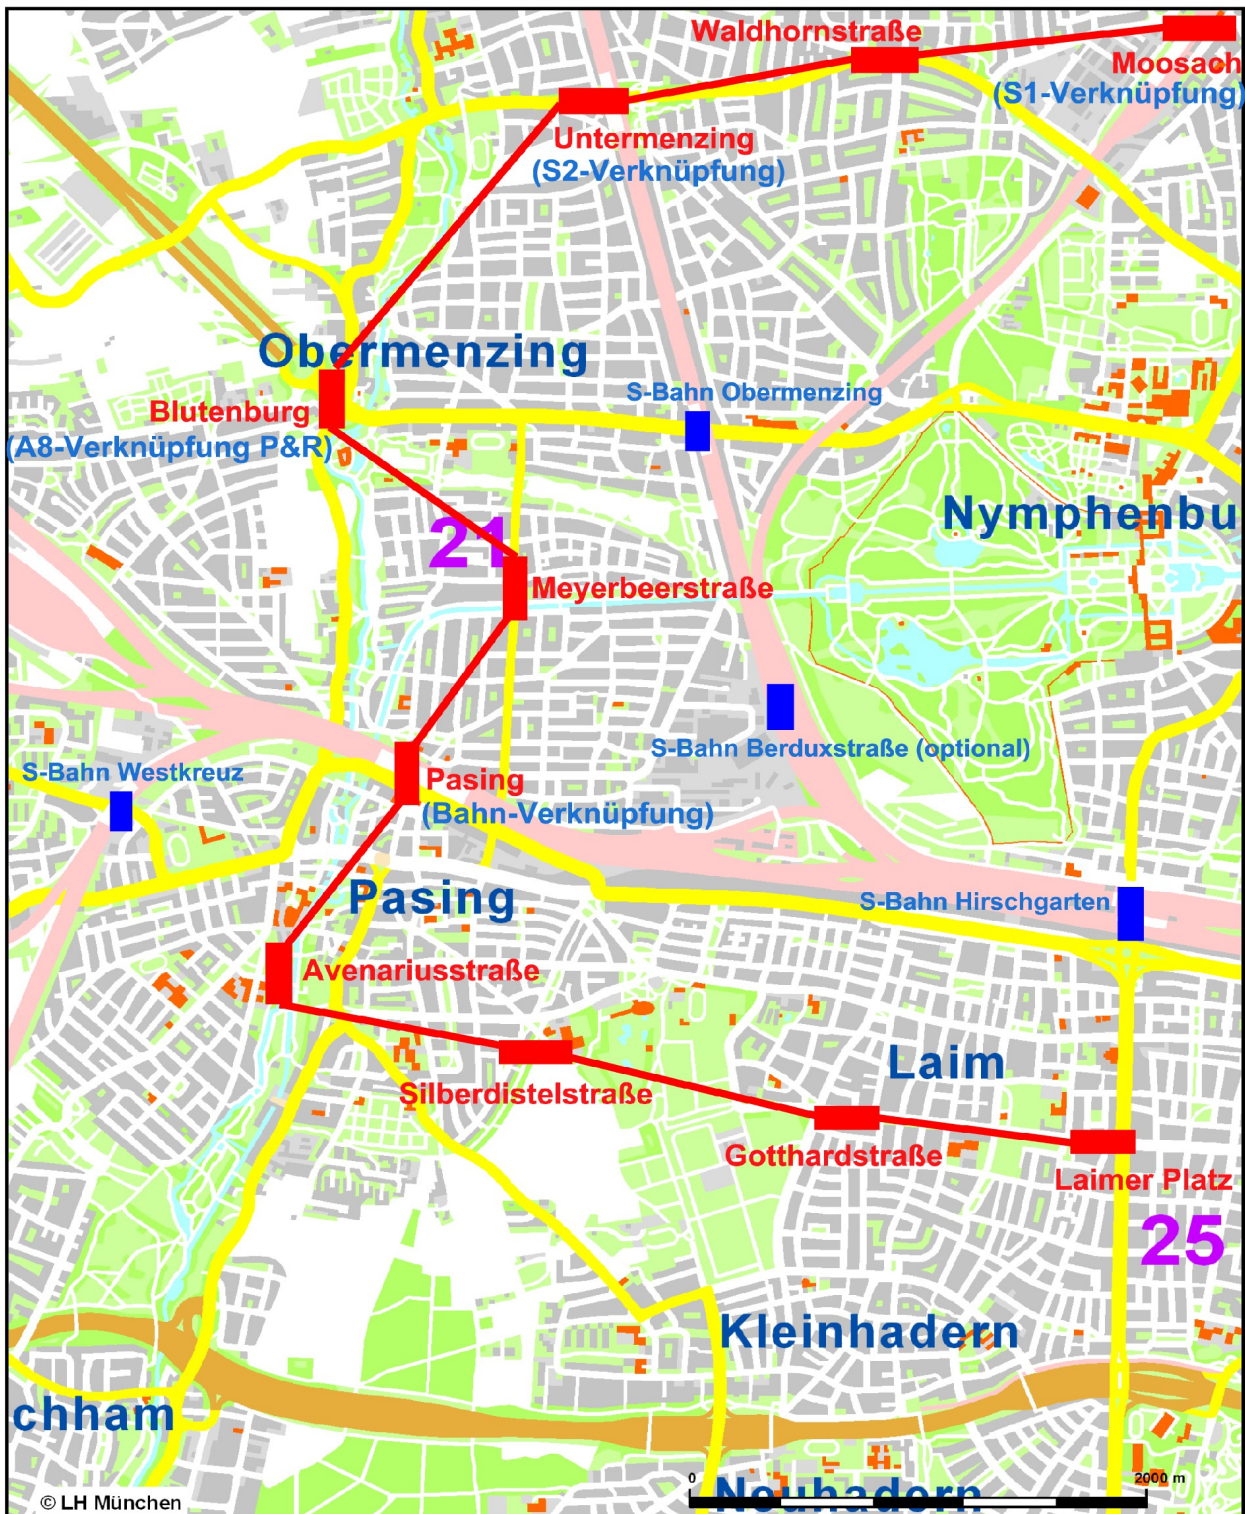 Waldhornstraße
Moosach
(S1-Verknüpfung)
Untermenzing
(S2-Verknüpfung)
Obermenzing
S-Bahn Obermenzing
Blutenburg
(A8-Verknüpfung P&R)
Nymphenbu
21
Meyerbeerstraße
S-Bahn Berduxstraße (optional)
S-Bahn Westkreuz
Pasing
(Bahn-Verknüpfung)
Pasing
S-Bahn Hirschgarten
Avenariusstraße
Laim
Silberdistelstraße
Gotthardstraße
Laimer Platz
25
Kleinhadern
chham
0 2000 m
Neuhadern
© LH München